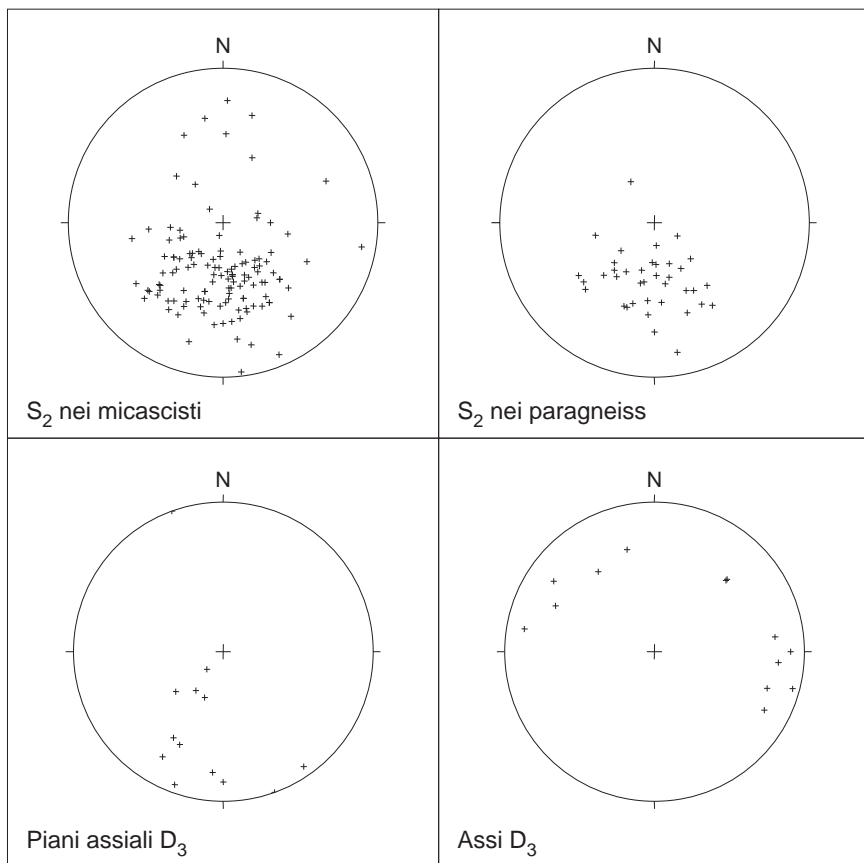 N
N
S₂ nei micascisti
S₂ nei paragneiss
N
N
Piani assiali D₃
Assi D₃